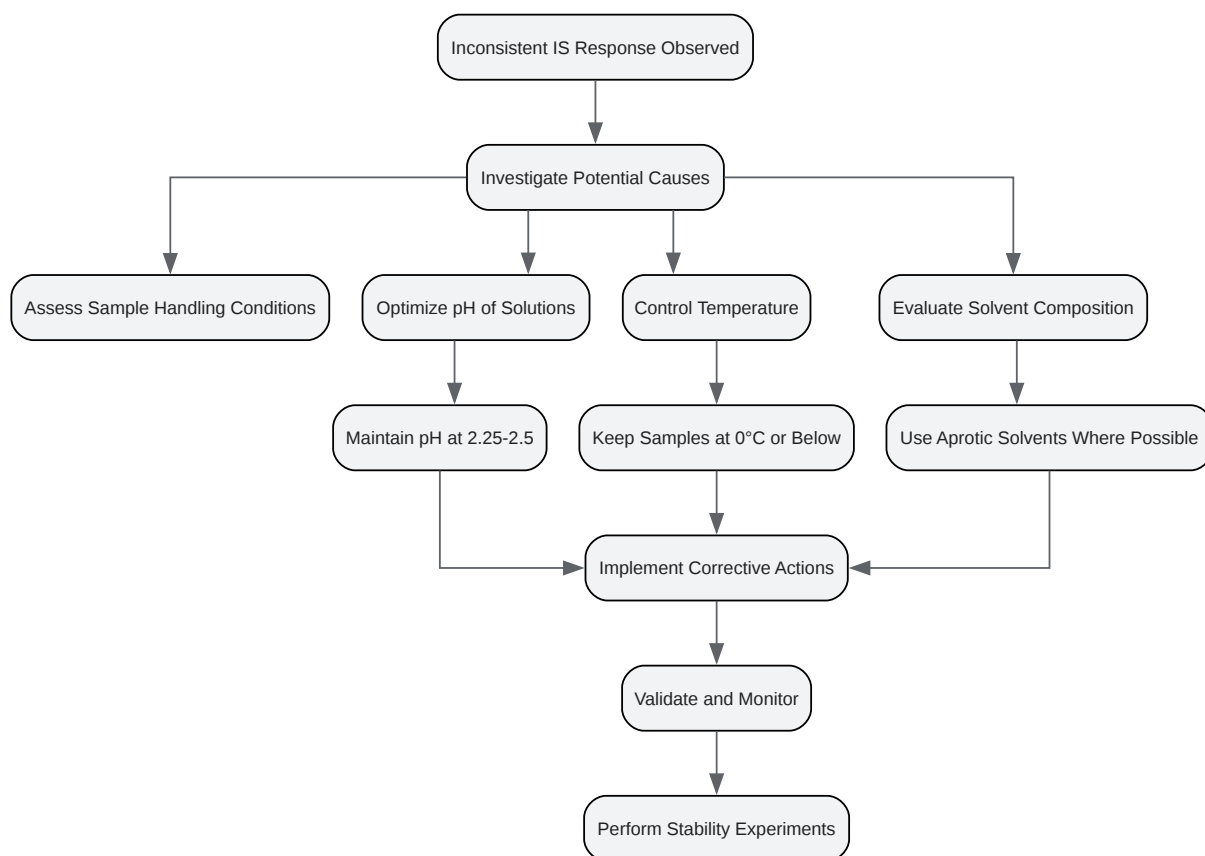 Inconsistent IS Response Observed
Investigate Potential Causes
Assess Sample Handling Conditions
Optimize pH of Solutions
Control Temperature
Evaluate Solvent Composition
Maintain pH at 2.25-2.5
Keep Samples at 0°C or Below
Use Aprotic Solvents Where Possible
Implement Corrective Actions
Validate and Monitor
Perform Stability Experiments